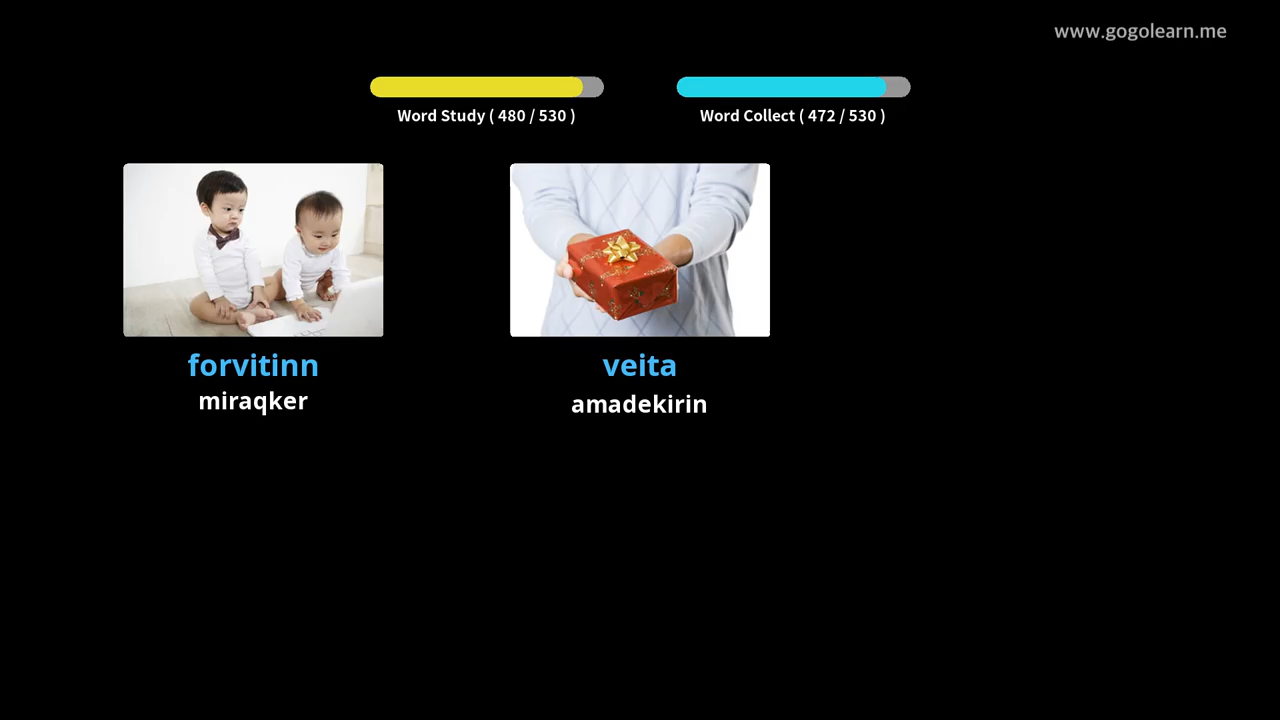 www.gogolearn.me
Word Study ( 480 / 530 )
Word Collect ( 472 / 530 )
forvitinn
miraqker
veita
amadekirin